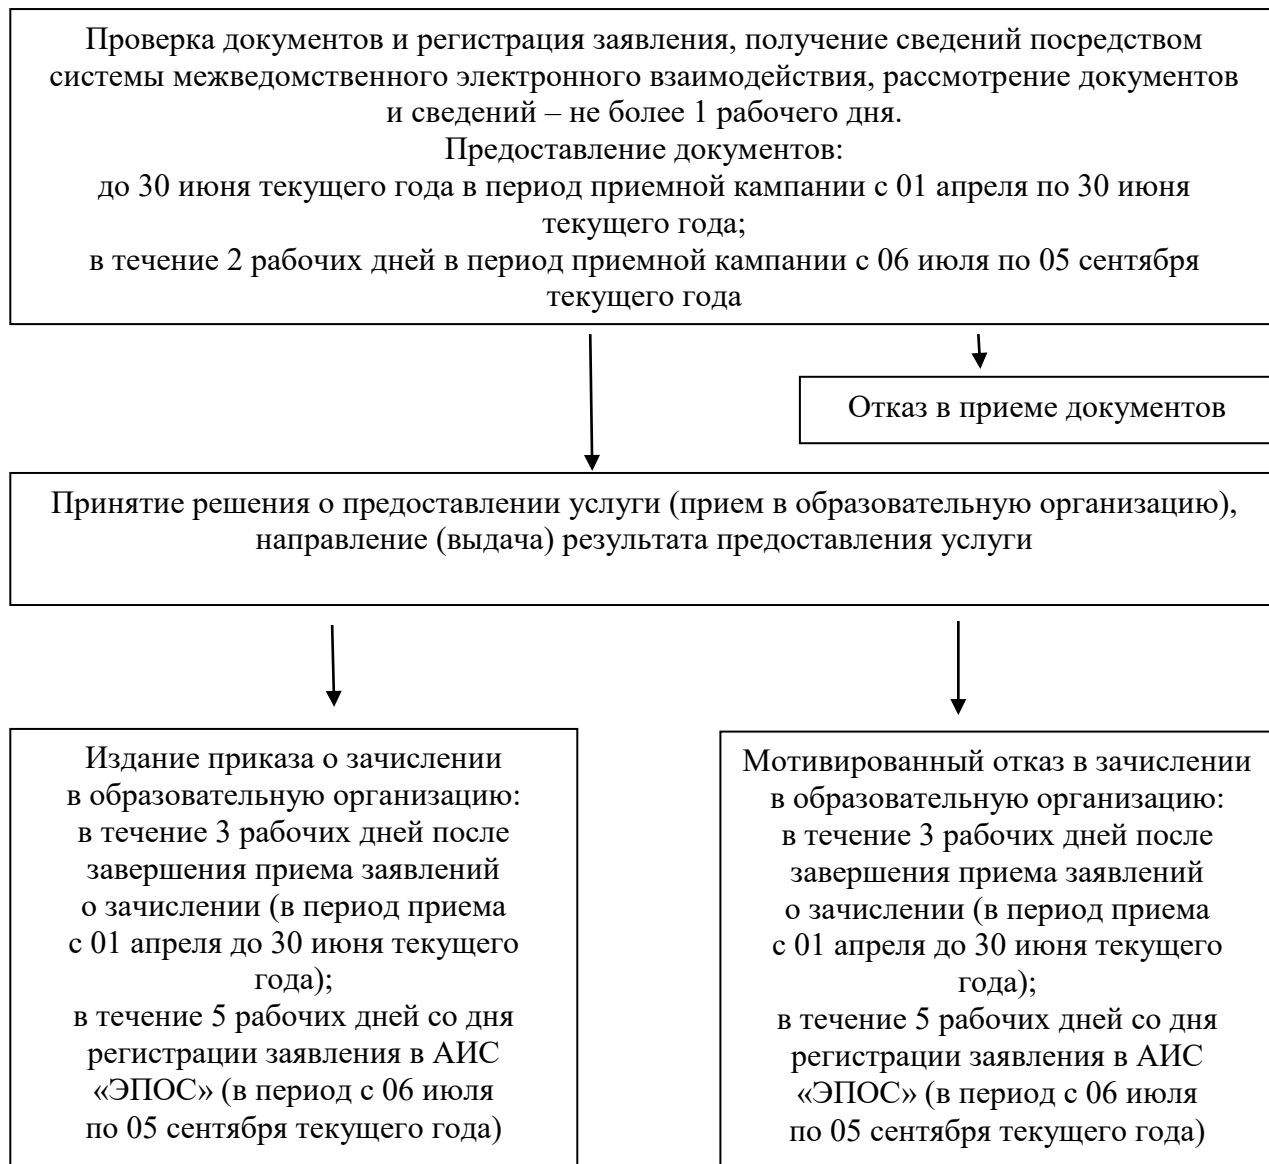 Проверка документов и регистрация заявления, получение сведений посредством
системы межведомственного электронного взаимодействия, рассмотрение документов
и сведений – не более 1 рабочего дня.
Предоставление документов:
до 30 июня текущего года в период приемной кампании с 01 апреля по 30 июня
текущего года;
в течение 2 рабочих дней в период приемной кампании с 06 июля по 05 сентября
текущего года
Отказ в приеме документов
Принятие решения о предоставлении услуги (прием в образовательную организацию),
направление (выдача) результата предоставления услуги
Издание приказа о зачислении
в образовательную организацию:
в течение 3 рабочих дней после
завершения приема заявлений
о зачислении (в период приема
с 01 апреля до 30 июня текущего
года);
в течение 5 рабочих дней со дня
регистрации заявления в АИС
«ЭПОС» (в период с 06 июля
по 05 сентября текущего года)
Мотивированный отказ в зачислении
в образовательную организацию:
в течение 3 рабочих дней после
завершения приема заявлений
о зачислении (в период приема
с 01 апреля до 30 июня текущего
года);
в течение 5 рабочих дней со дня
регистрации заявления в АИС
«ЭПОС» (в период с 06 июля
по 05 сентября текущего года)